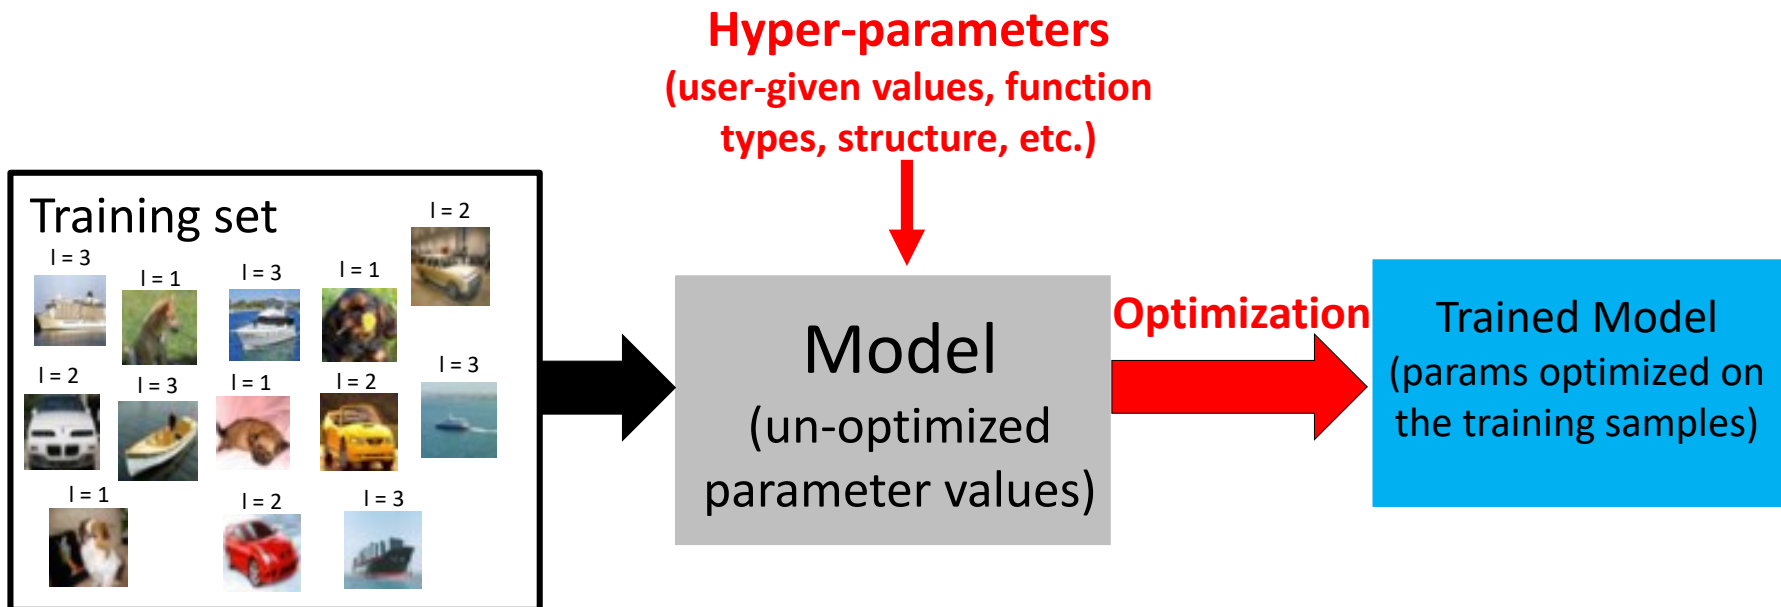 Hyper-parameters
(user-given values, function
types, structure, etc.)
Training set
l = 2
l = 3
l = 1
l = 3
l = 1
l = 2
l = 3
l = 1
l = 2
l = 3
l = 1
l = 2
l = 3
Model
(un-optimized
parameter values)
Optimization
Trained Model
(params optimized on
the training samples)